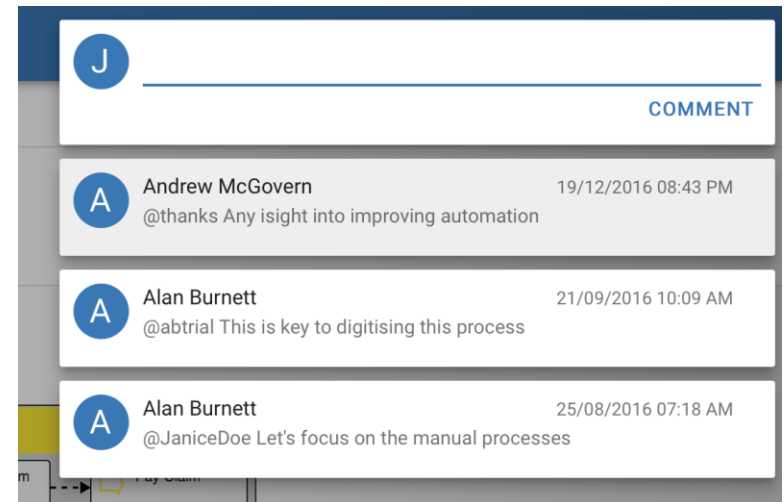 J
COMMENT
A
Andrew McGovern
19/12/2016 08:43 PM
@thanks Any isight into improving automation
A
Alan Burnett
21/09/2016 10:09 AM
@abtrial This is key to digitising this process
A
Alan Burnett
25/08/2016 07:18 AM
@JaniceDoe Let's focus on the manual processes
m
Pay Claim